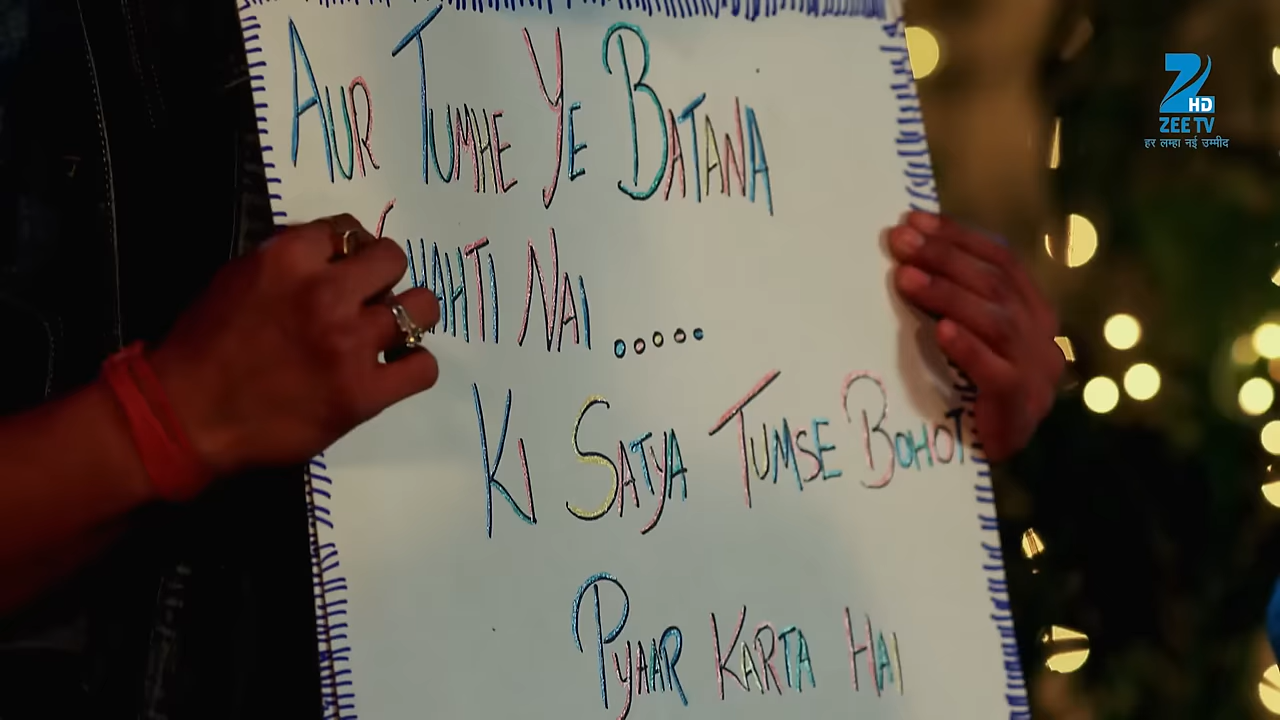 Aur Tumhe Ye Batana
Chahti Nai .....
Ki Satya Tumse Bohot
Pyaar Karta Hai
HD
ZEE TV
हर लम्हा नई उम्मीद